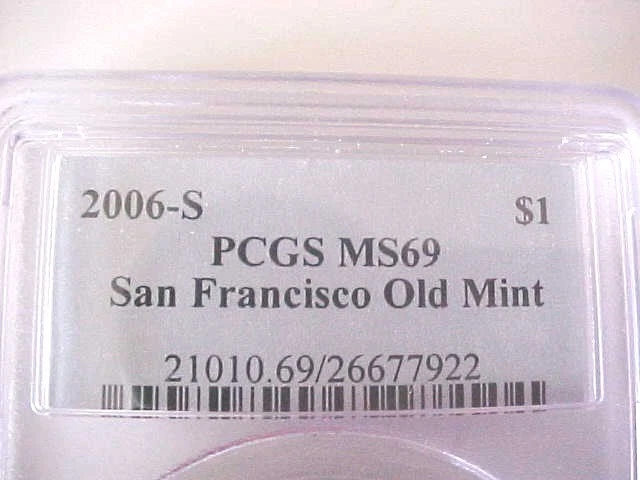 2006-S $1
PCGS MS69
San Francisco Old Mint
21010.69/26677922